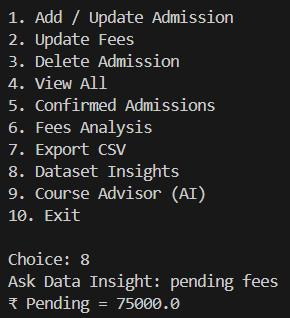 1. Add / Update Admission
2. Update Fees
3. Delete Admission
4. View All
5. Confirmed Admissions
6. Fees Analysis
7. Export CSV
8. Dataset Insights
9. Course Advisor (AI)
10. Exit
Choice: 8
Ask Data Insight: pending fees
₹ Pending = 75000.0